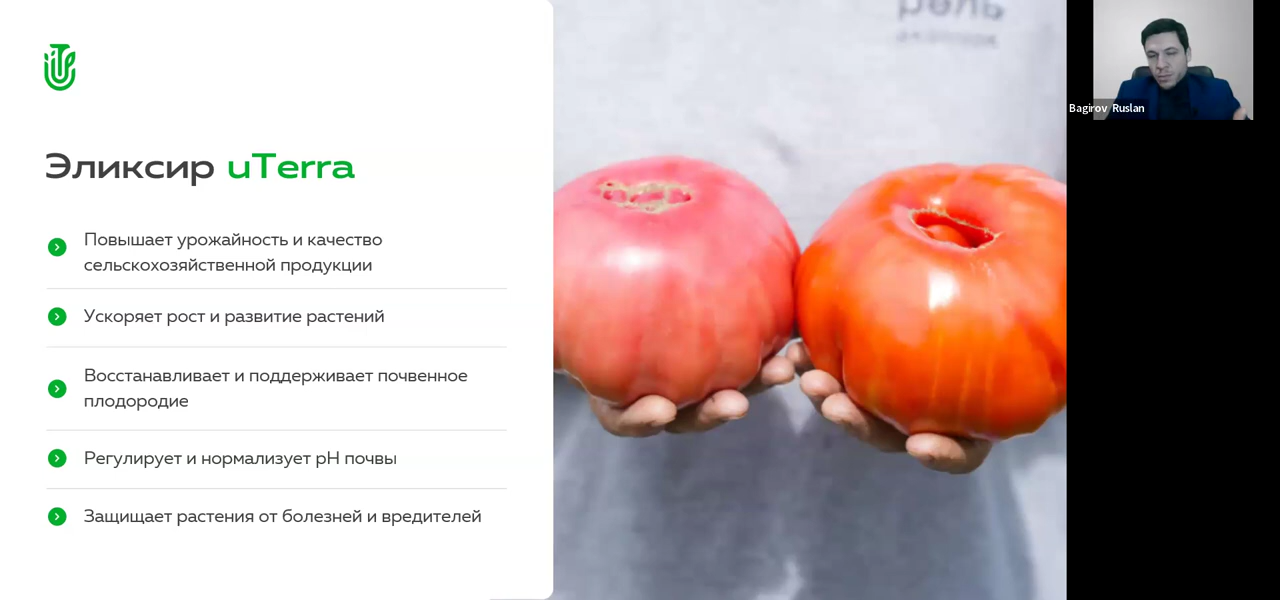 Эликсир uTerra
Повышает урожайность и качество
сельскохозяйственной продукции
Ускоряет рост и развитие растений
Восстанавливает и поддерживает почвенное
плодородие
Регулирует и нормализует pH почвы
Защищает растения от болезней и вредителей
Bagirov Ruslan